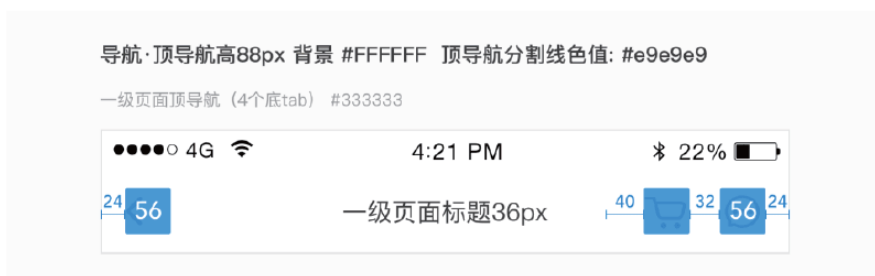 导航·顶导航高88px 背景 #FFFFFF 顶导航分割线色值: #e9e9e9
一级页面顶导航（4个底tab） #333333
4G 4:21 PM 22%
24 56 一级页面标题36px 40 32 56 24